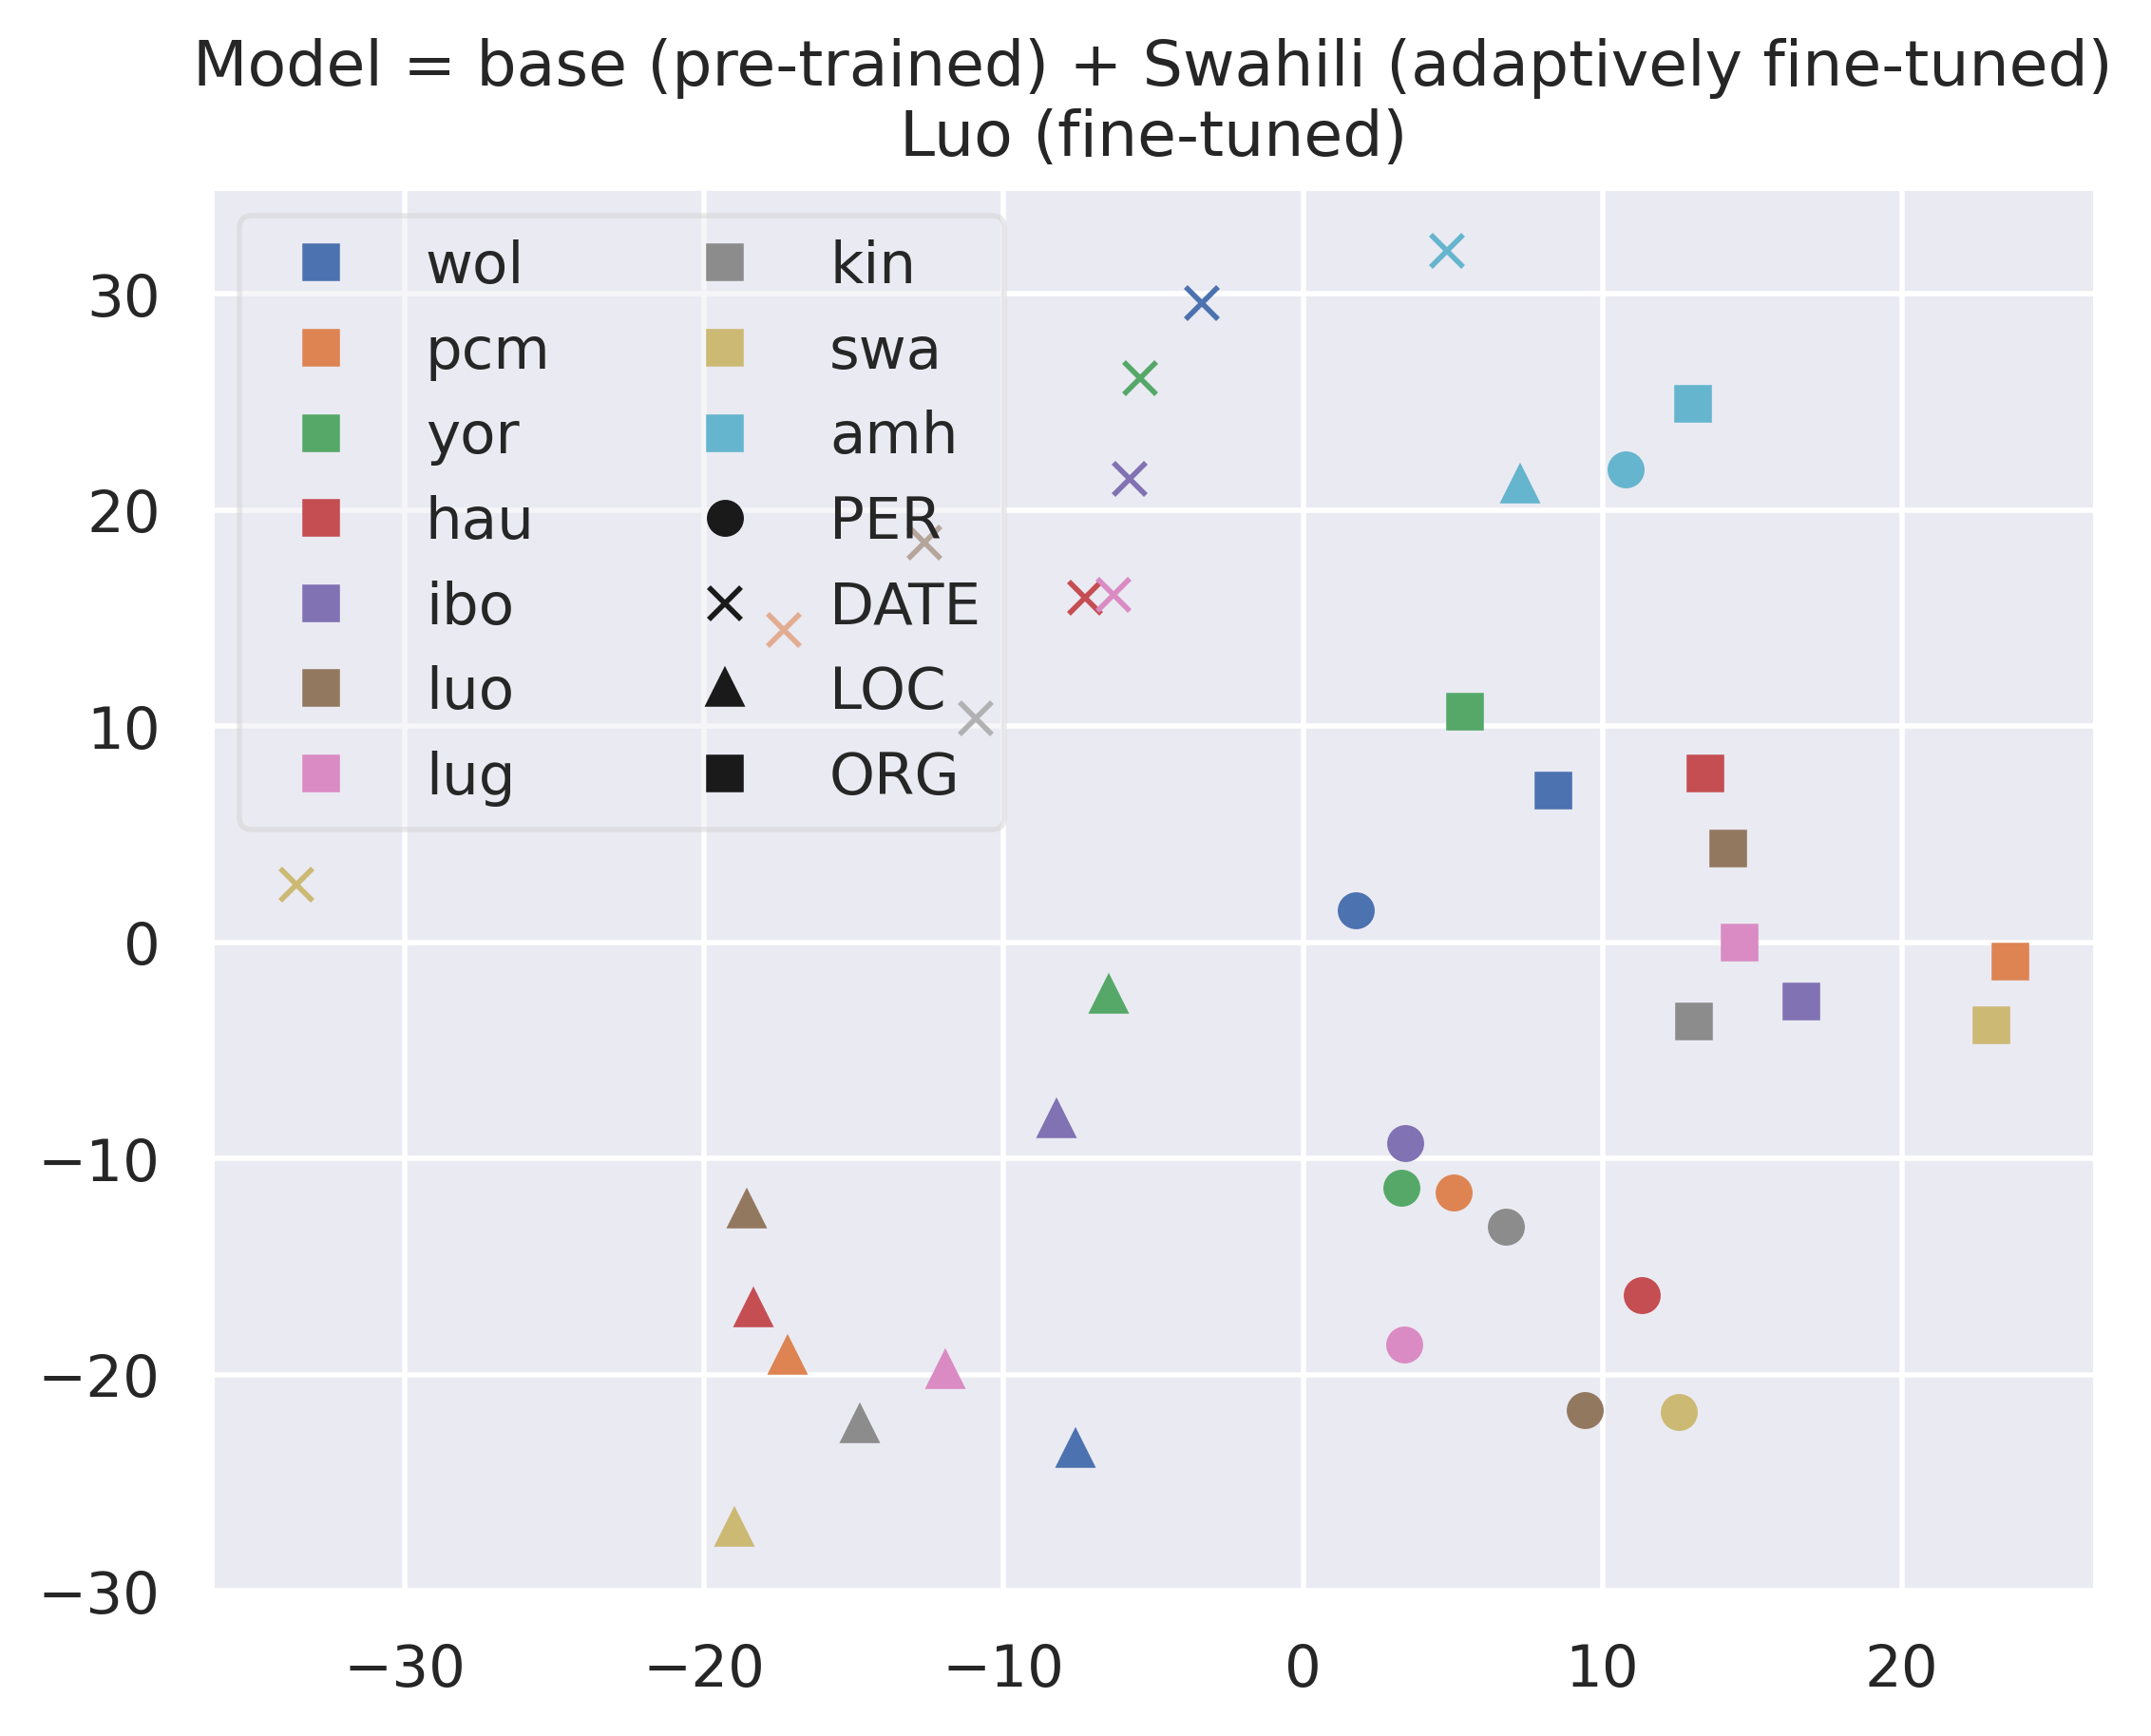 Model = base (pre-trained) + Swahili (adaptively fine-tuned)
Luo (fine-tuned)
wol
pcm
yor
hau
ibo
luo
lug
kin
swa
amh
PER
DATE
LOC
ORG
30
20
10
0
−10
−20
−30
−30
−20
−10
0
10
20